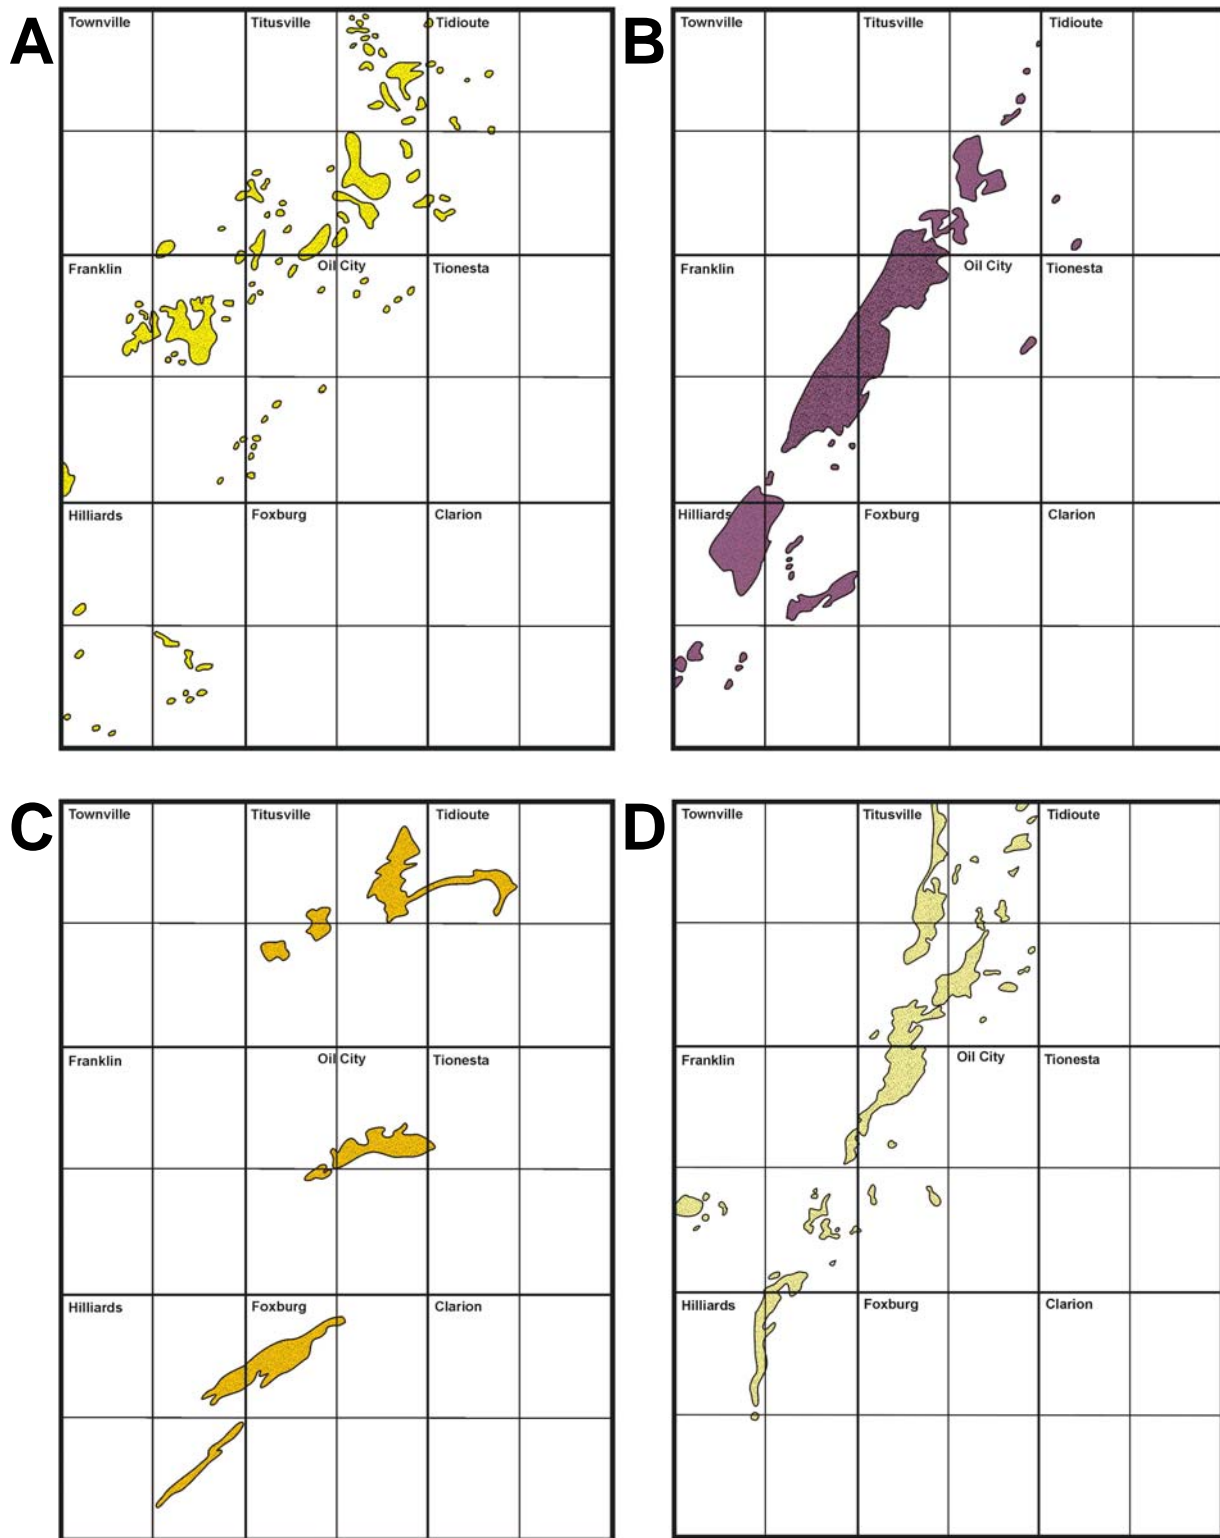 A
Townville Titusville Tidioute
Franklin Oil City Tionesta
Hilliards Foxburg Clarion
B
Townville Titusville Tidioute
Franklin Oil City Tionesta
Hilliards Foxburg Clarion
C
Townville Titusville Tidioute
Franklin Oil City Tionesta
Hilliards Foxburg Clarion
D
Townville Titusville Tidioute
Franklin Oil City Tionesta
Hilliards Foxburg Clarion